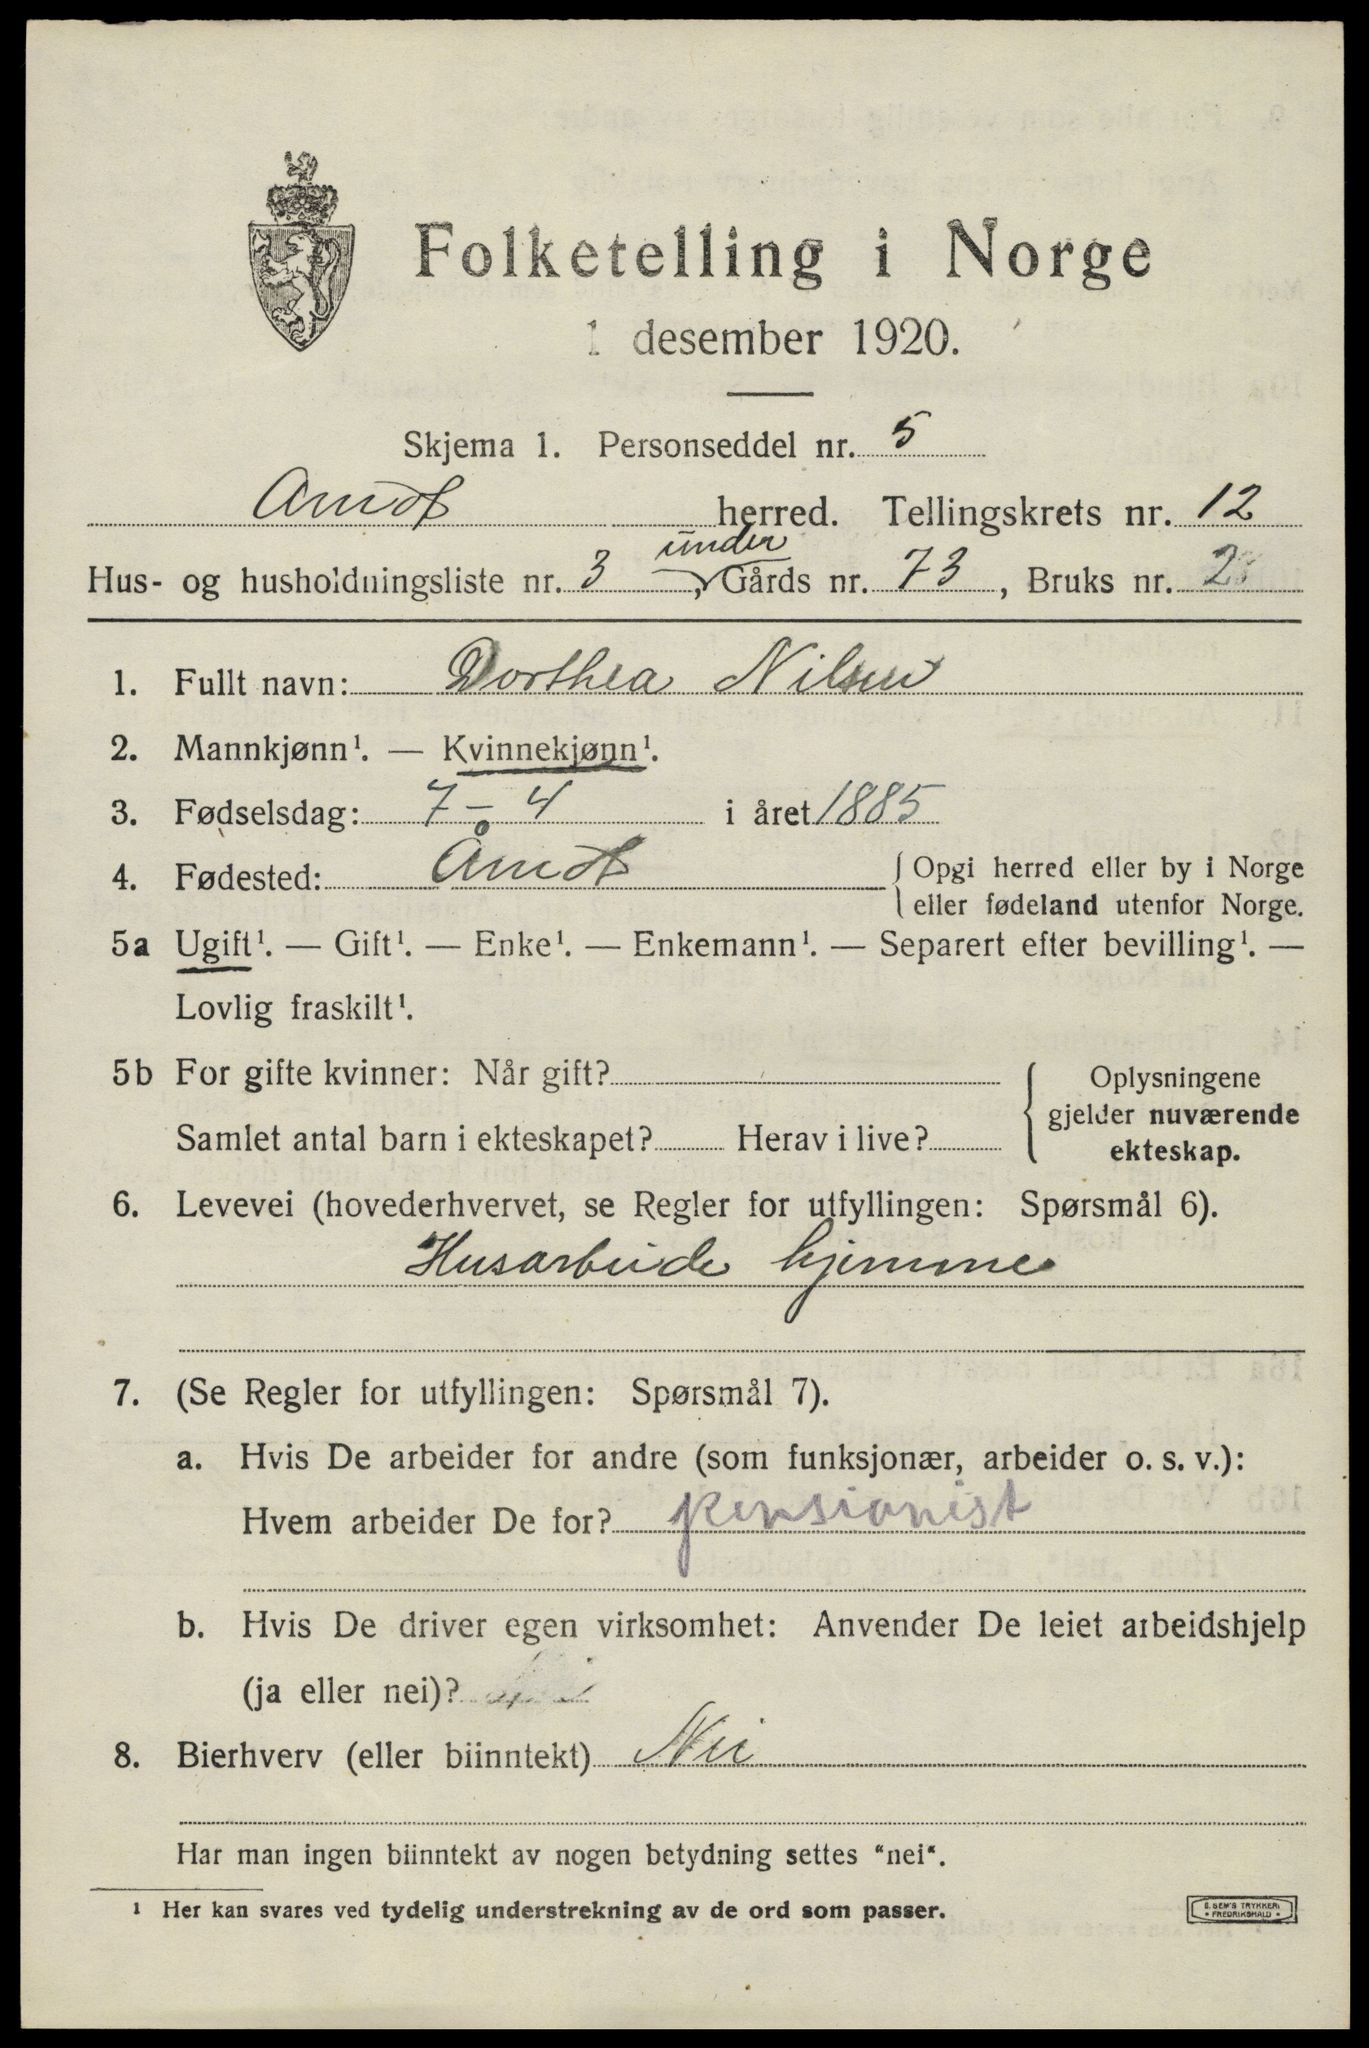 Folketelling i Norge
1 desember 1920.
Skjema 1. Personseddel nr. 5
Åmot herred. Tellingskrets nr. 12
under
Hus- og husholdningsliste nr. 3, Gårds nr. 73, Bruks nr. 2
1. Fullt navn: Dorthea Nilsen
2. Mannkjønn¹. — Kvinnekjønn¹.
3. Fødselsdag: 7 - 4 i året 1885
4. Fødested: Åmot { Opgi herred eller by i Norge
eller fødeland utenfor Norge.
5a Ugift¹. — Gift¹. — Enke¹. — Enkemann¹. — Separert efter bevilling¹. —
Lovlig fraskilt¹.
5b For gifte kvinner: Når gift? { Oplysningene
gjelder nuværende
ekteskap.
Samlet antal barn i ekteskapet? Herav i live?
6. Levevei (hovederhvervet, se Regler for utfyllingen: Spørsmål 6).
Husarbeide hjemme
7. (Se Regler for utfyllingen: Spørsmål 7).
a. Hvis De arbeider for andre (som funksjonær, arbeider o. s. v.):
Hvem arbeider De for? pensionist
b. Hvis De driver egen virksomhet: Anvender De leiet arbeidshjelp
(ja eller nei)?
8. Bierhverv (eller biinntekt) Nei
Har man ingen biinntekt av nogen betydning settes "nei".
¹ Her kan svares ved tydelig understrekning av de ord som passer.
S. SEM'S TRYKKERI
• FREDRIKSHALD •